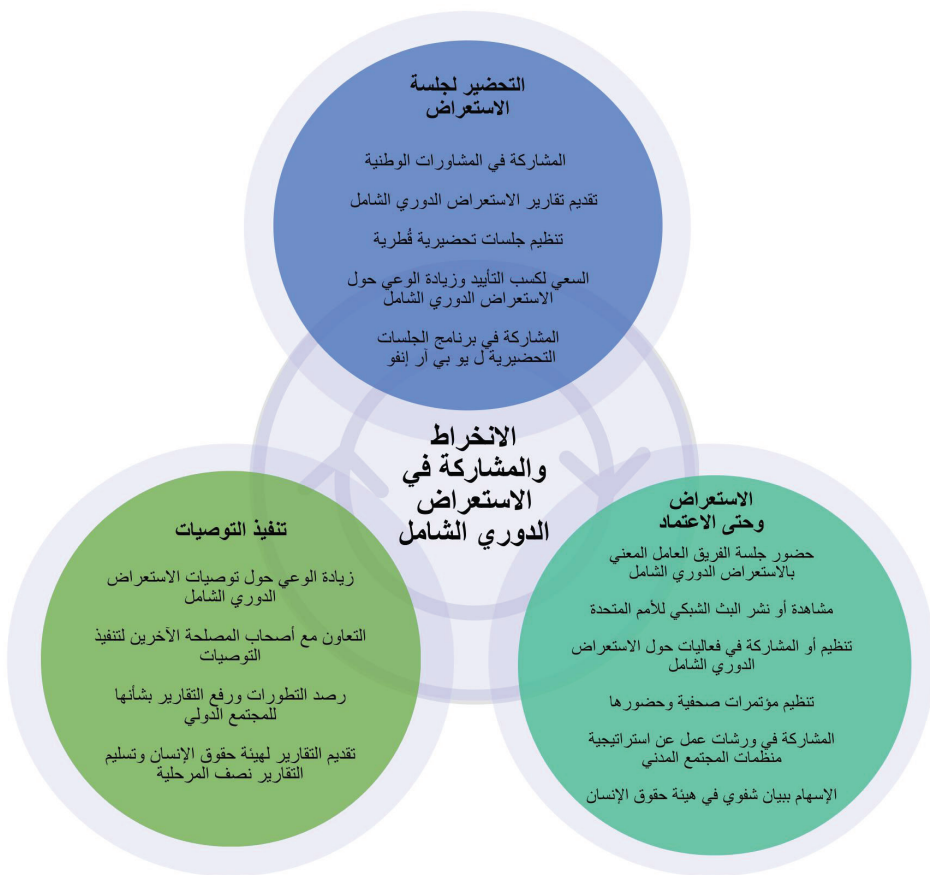 التحضير لجلسة
الاستعراض
المشاركة في المشاورات الوطنية
تقديم تقارير الاستعراض الدوري الشامل
تنظيم جلسات تحضيرية قُطرية
السعي لكسب التأييد وزيادة الوعي حول
الاستعراض الدوري الشامل
المشاركة في برنامج الجلسات
التحضيرية ل يو بي آر إنفو
الانخراط
والمشاركة في
الاستعراض
الدوري الشامل
الاستعراض
وحتى الاعتماد
حضور جلسة الفريق العامل المعني
بالاستعراض الدوري الشامل
مشاهدة أو نشر البث الشبكي للأمم المتحدة
تنظيم أو المشاركة في فعاليات حول الاستعراض
الدوري الشامل
تنظيم مؤتمرات صحفية وحضورها
المشاركة في ورشات عمل عن استراتيجية
منظمات المجتمع المدني
الإسهام ببيان شفوي في هيئة حقوق الإنسان
تنفيذ التوصيات
زيادة الوعي حول توصيات الاستعراض
الدوري الشامل
التعاون مع أصحاب المصلحة الآخرين لتنفيذ
التوصيات
رصد التطورات ورفع التقارير بشأنها
للمجتمع الدولي
تقديم التقارير لهيئة حقوق الإنسان وتسليم
التقارير نصف المرحلية